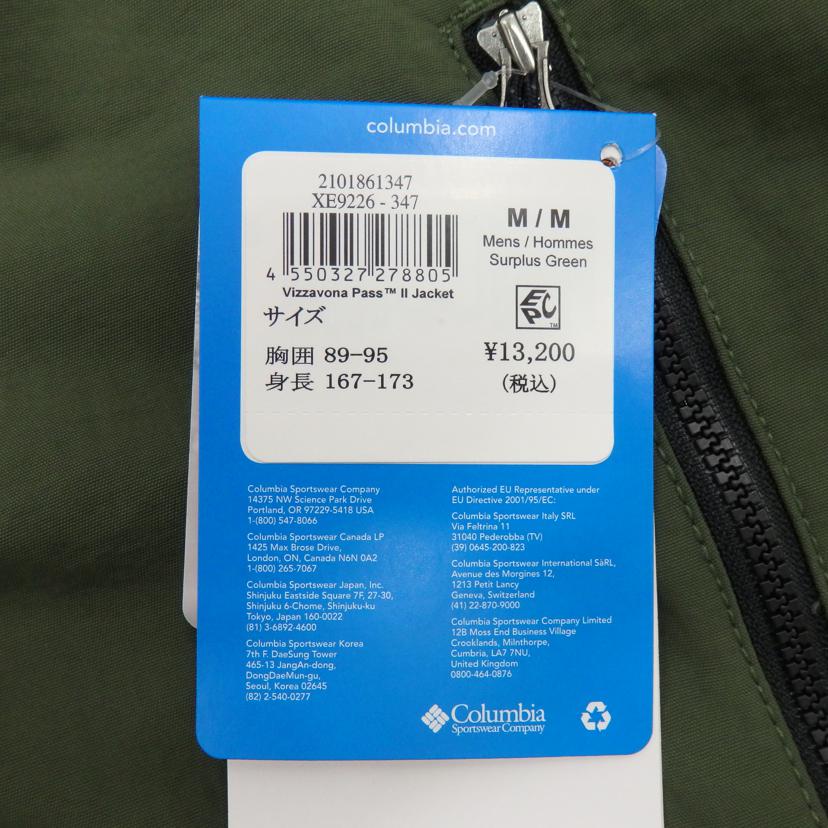 columbia.com
2101861347
XE9226 - 347
4 550327 278805
Vizzavona Pass™ II Jacket
サイズ
胸囲 89-95
身長 167-173
M / M
Mens / Hommes
Surplus Green
EPC
TM
¥13,200
(税込)
Columbia Sportswear Company
14375 NW Science Park Drive
Portland, OR 97229-5418 USA
1-(800) 547-8066
Columbia Sportswear Canada LP
1425 Max Brose Drive,
London, ON, Canada N6N 0A2
1-(800) 265-7067
Columbia Sportswear Japan, Inc.
Shinjuku Eastside Square 7F, 27-30,
Shinjuku 6-Chome, Shinjuku-ku
Tokyo, Japan 160-0022
(81) 3-6892-4600
Columbia Sportswear Korea
7th F. DaeSung Tower
465-13 JangAn-dong,
DongDaeMun-gu,
Seoul, Korea 02645
(82) 2-540-0277
Authorized EU Representative under
EU Directive 2001/95/EC:
Columbia Sportswear Italy SRL
Via Feltrina 11
31040 Pederobba (TV)
(39) 0645-200-823
Columbia Sportswear International SàRL,
Avenue des Morgines 12,
1213 Petit Lancy
Geneva, Switzerland
(41) 22-870-9000
Columbia Sportswear Company Limited
12B Moss End Business Village
Crooklands, Milnthorpe,
Cumbria, LA7 7NU,
United Kingdom
0800-464-0876
Columbia
Sportswear Company